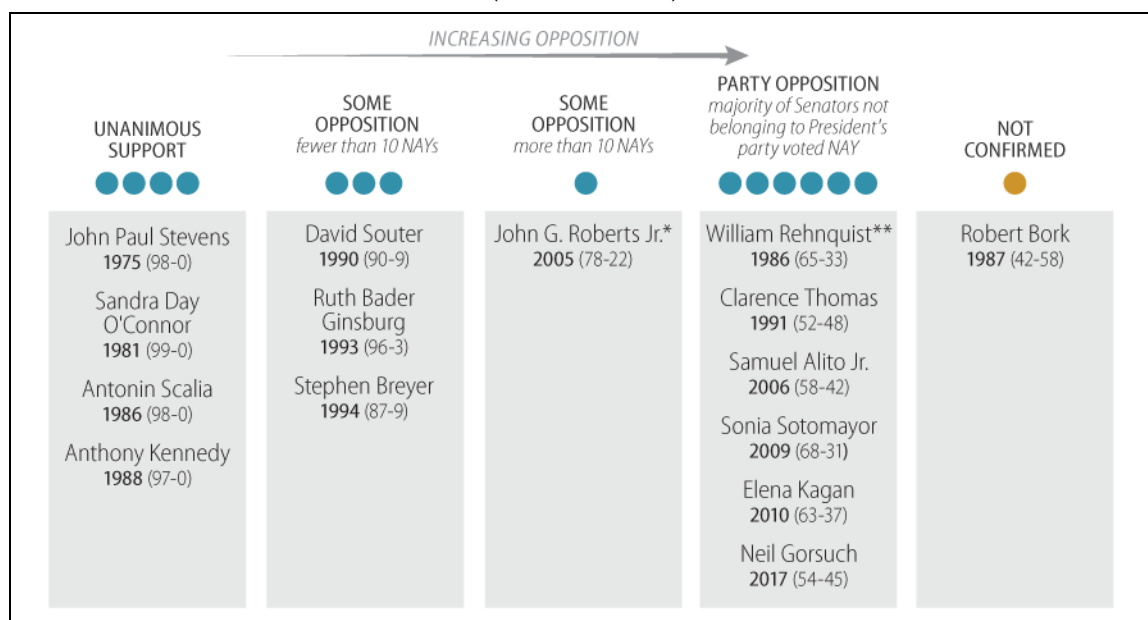 INCREASING OPPOSITION
UNANIMOUS
SUPPORT
John Paul Stevens
1975 (98-0)
Sandra Day
O'Connor
1981 (99-0)
Antonin Scalia
1986 (98-0)
Anthony Kennedy
1988 (97-0)
SOME
OPPOSITION
fewer than 10 NAYs
David Souter
1990 (90-9)
Ruth Bader
Ginsburg
1993 (96-3)
Stephen Breyer
1994 (87-9)
SOME
OPPOSITION
more than 10 NAYs
John G. Roberts Jr.*
2005 (78-22)
PARTY OPPOSITION
majority of Senators not
belonging to President's
party voted NAY
William Rehnquist**
1986 (65-33)
Clarence Thomas
1991 (52-48)
Samuel Alito Jr.
2006 (58-42)
Sonia Sotomayor
2009 (68-31)
Elena Kagan
2010 (63-37)
Neil Gorsuch
2017 (54-45)
NOT
CONFIRMED
Robert Bork
1987 (42-58)